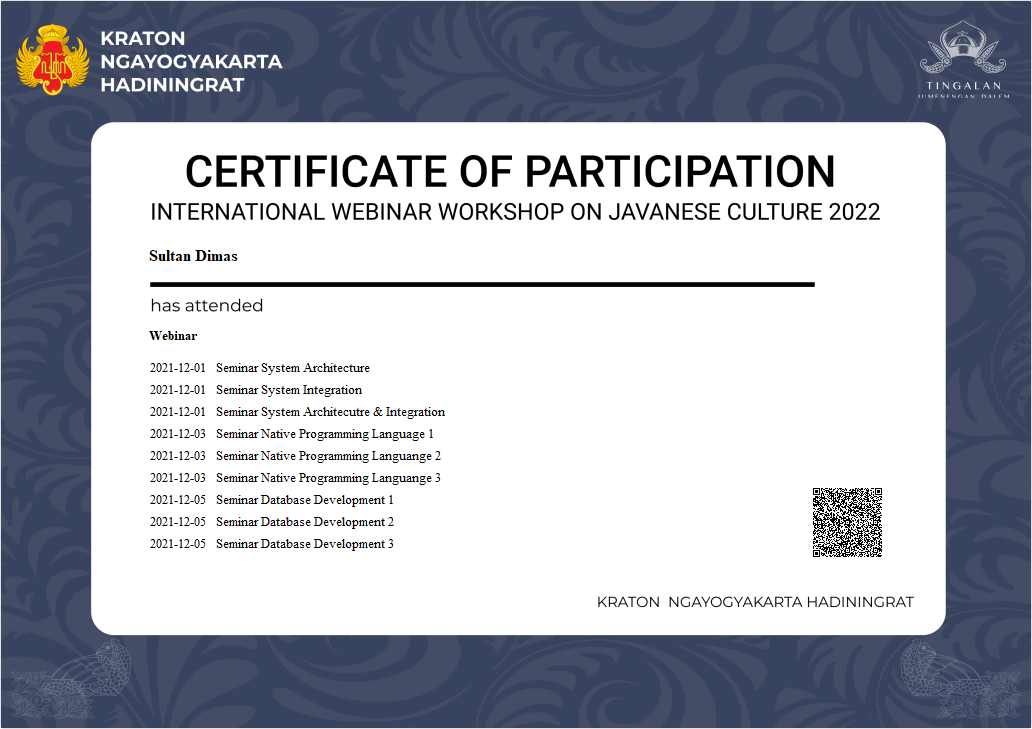 KRATON
NGAYOGYAKARTA
HADININGRAT
TINGALAN
JUMENENGAN DALEM
CERTIFICATE OF PARTICIPATION
INTERNATIONAL WEBINAR WORKSHOP ON JAVANESE CULTURE 2022
Sultan Dimas
has attended
Webinar
2021-12-01 Seminar System Architecture
2021-12-01 Seminar System Integration
2021-12-01 Seminar System Architecutre & Integration
2021-12-03 Seminar Native Programming Language 1
2021-12-03 Seminar Native Programming Languange 2
2021-12-03 Seminar Native Programming Languange 3
2021-12-05 Seminar Database Development 1
2021-12-05 Seminar Database Development 2
2021-12-05 Seminar Database Development 3
KRATON NGAYOGYAKARTA HADININGRAT